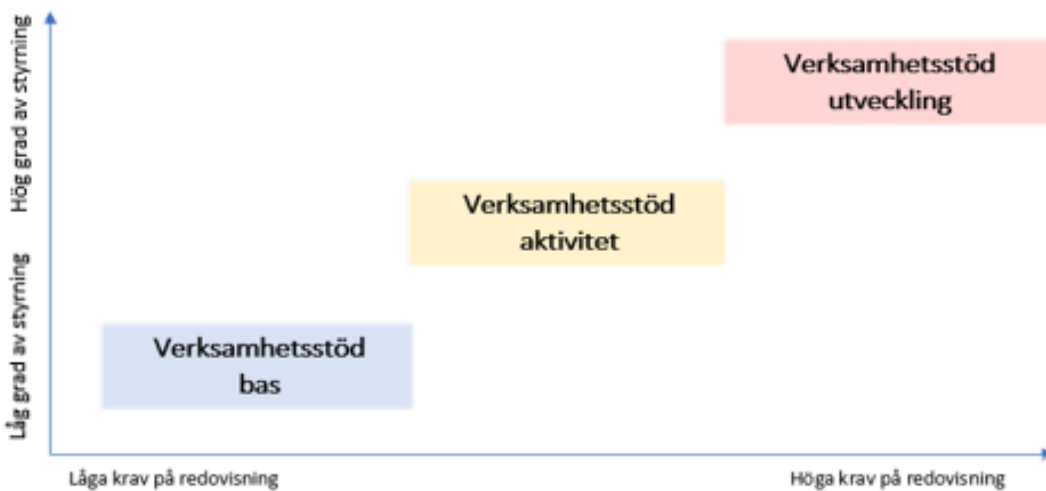 Hög grad av styrning
Låg grad av styrning
Verksamhetsstöd
utveckling
Verksamhetsstöd
aktivitet
Verksamhetsstöd
bas
Låga krav på redovisning
Höga krav på redovisning